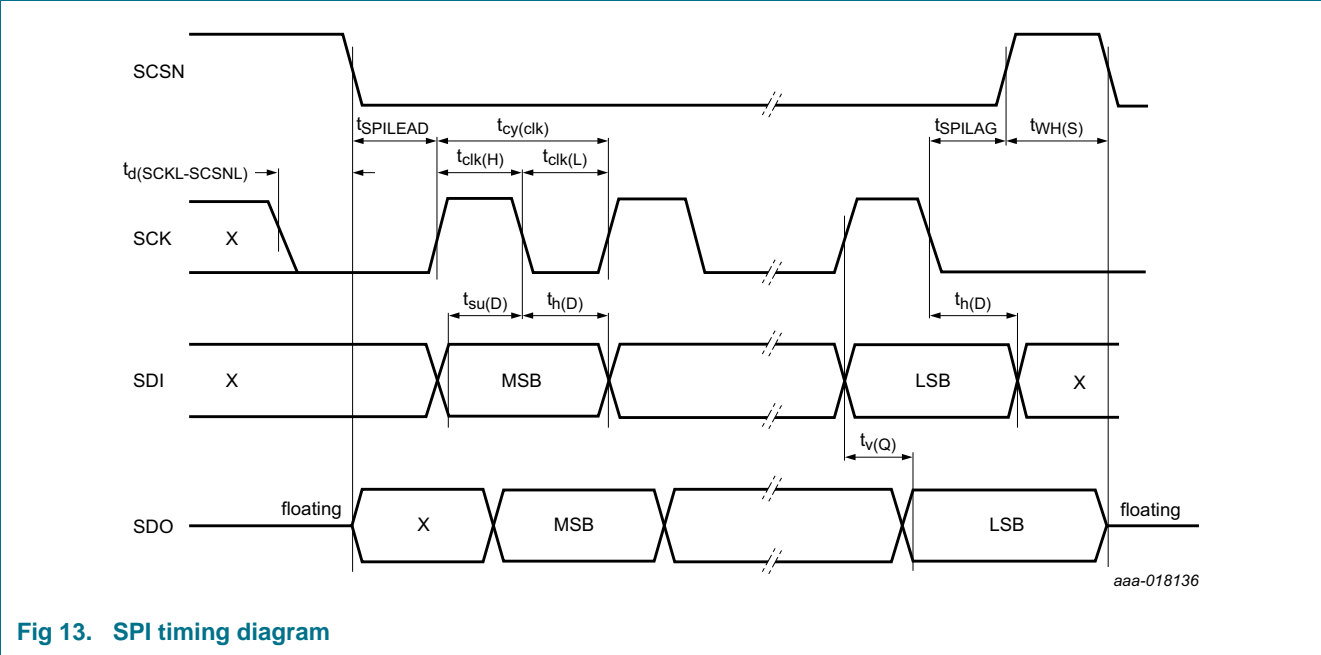 SCSN
tSPILEAD tcy(clk) tSPILAG tWH(S)
td(SCKL-SCSNL) tclk(H) tclk(L)
SCK X
tsu(D) th(D) th(D)
SDI X MSB LSB X
tv(Q)
floating floating
SDO X MSB LSB
aaa-018136
Fig 13. SPI timing diagram